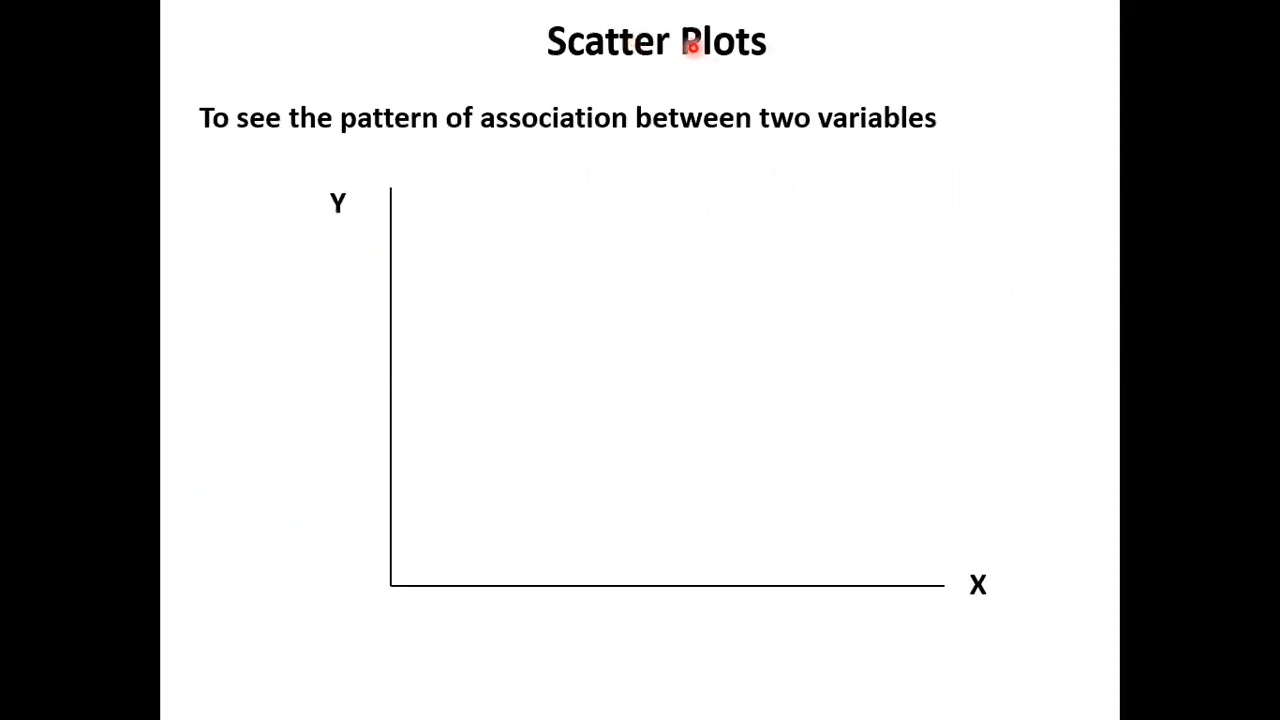 Scatter Plots
To see the pattern of association between two variables
Y
X